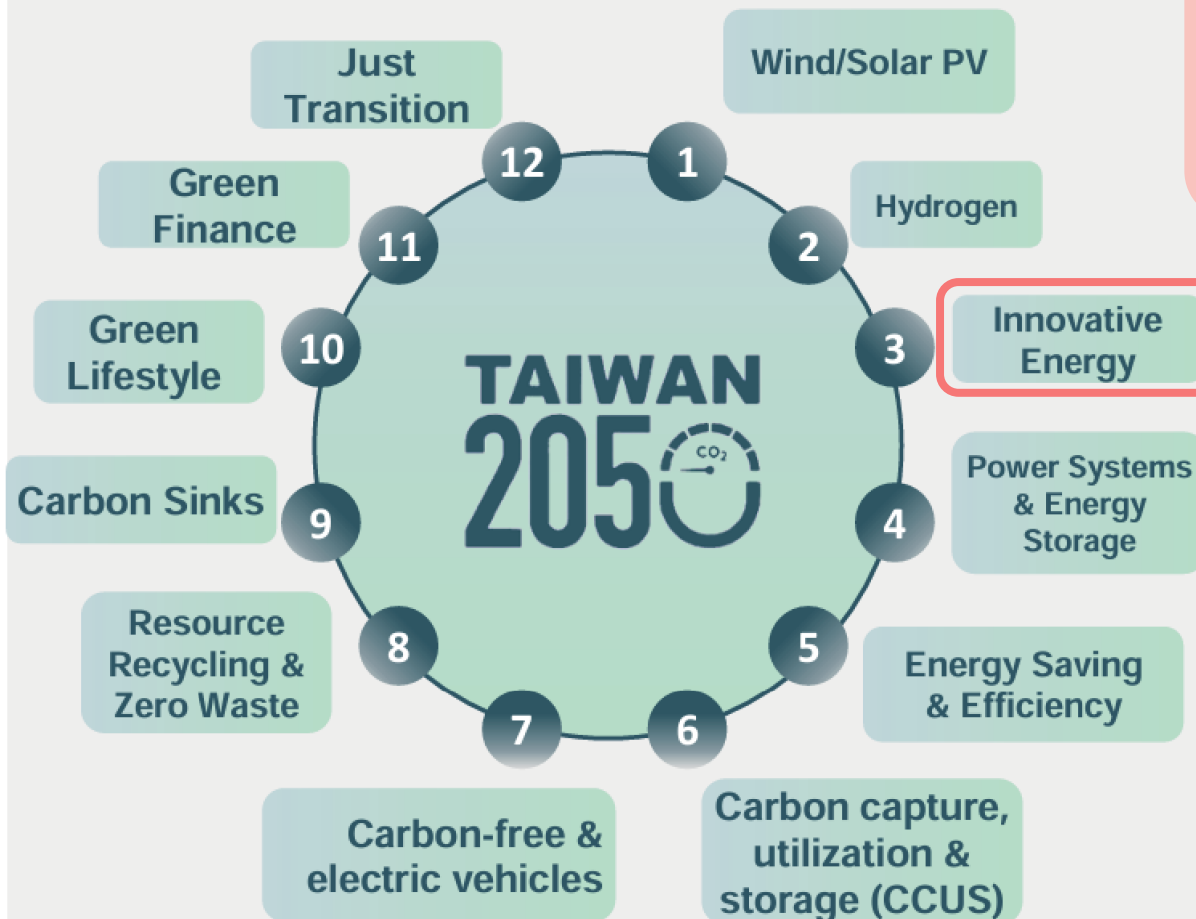 Just
Transition
12
Wind/Solar PV
1
Green
Finance
11
Hydrogen
2
Green
Lifestyle
10
Innovative
Energy
3
TAIWAN
2050
CO₂
Carbon Sinks
9
Power Systems
& Energy
Storage
4
Resource
Recycling &
Zero Waste
8
Energy Saving
& Efficiency
5
7
Carbon-free &
electric vehicles
6
Carbon capture,
utilization &
storage (CCUS)